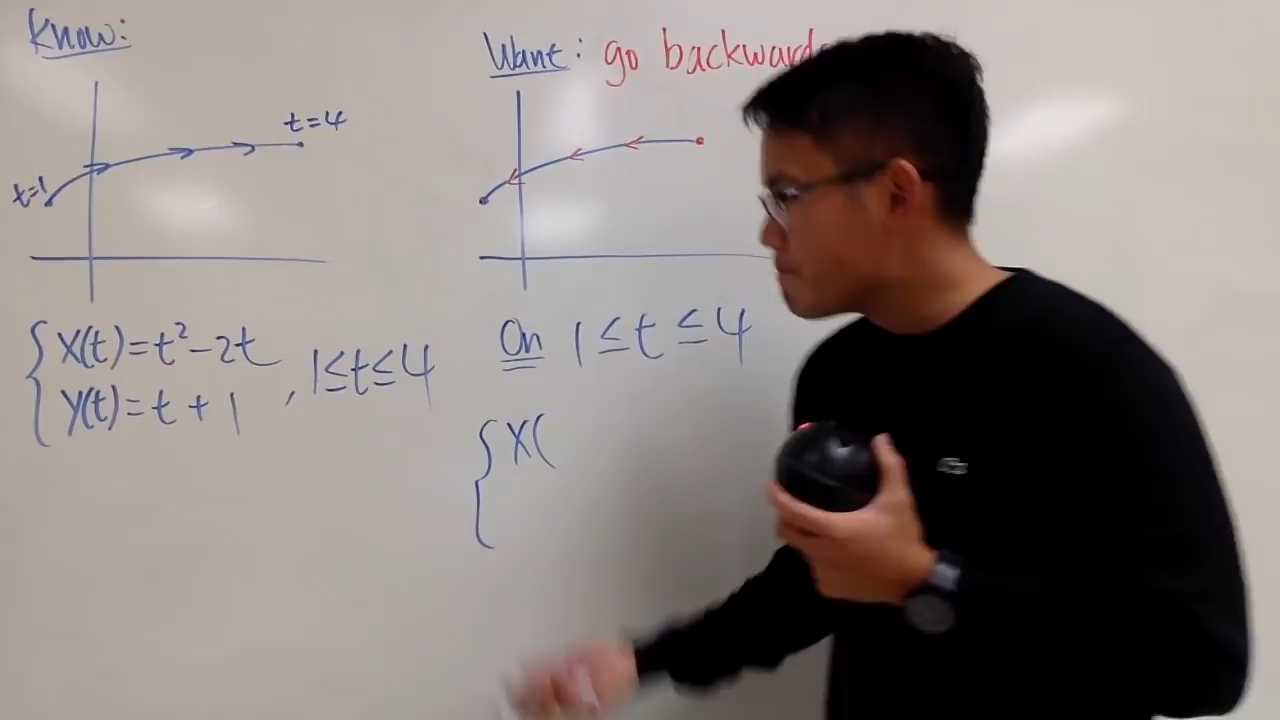 Know:
t=1
t=4
{ x(t)=t²-2t
y(t)=t+1 , 1≤t≤4
Want: go backwards
On 1≤t≤4
{ x(